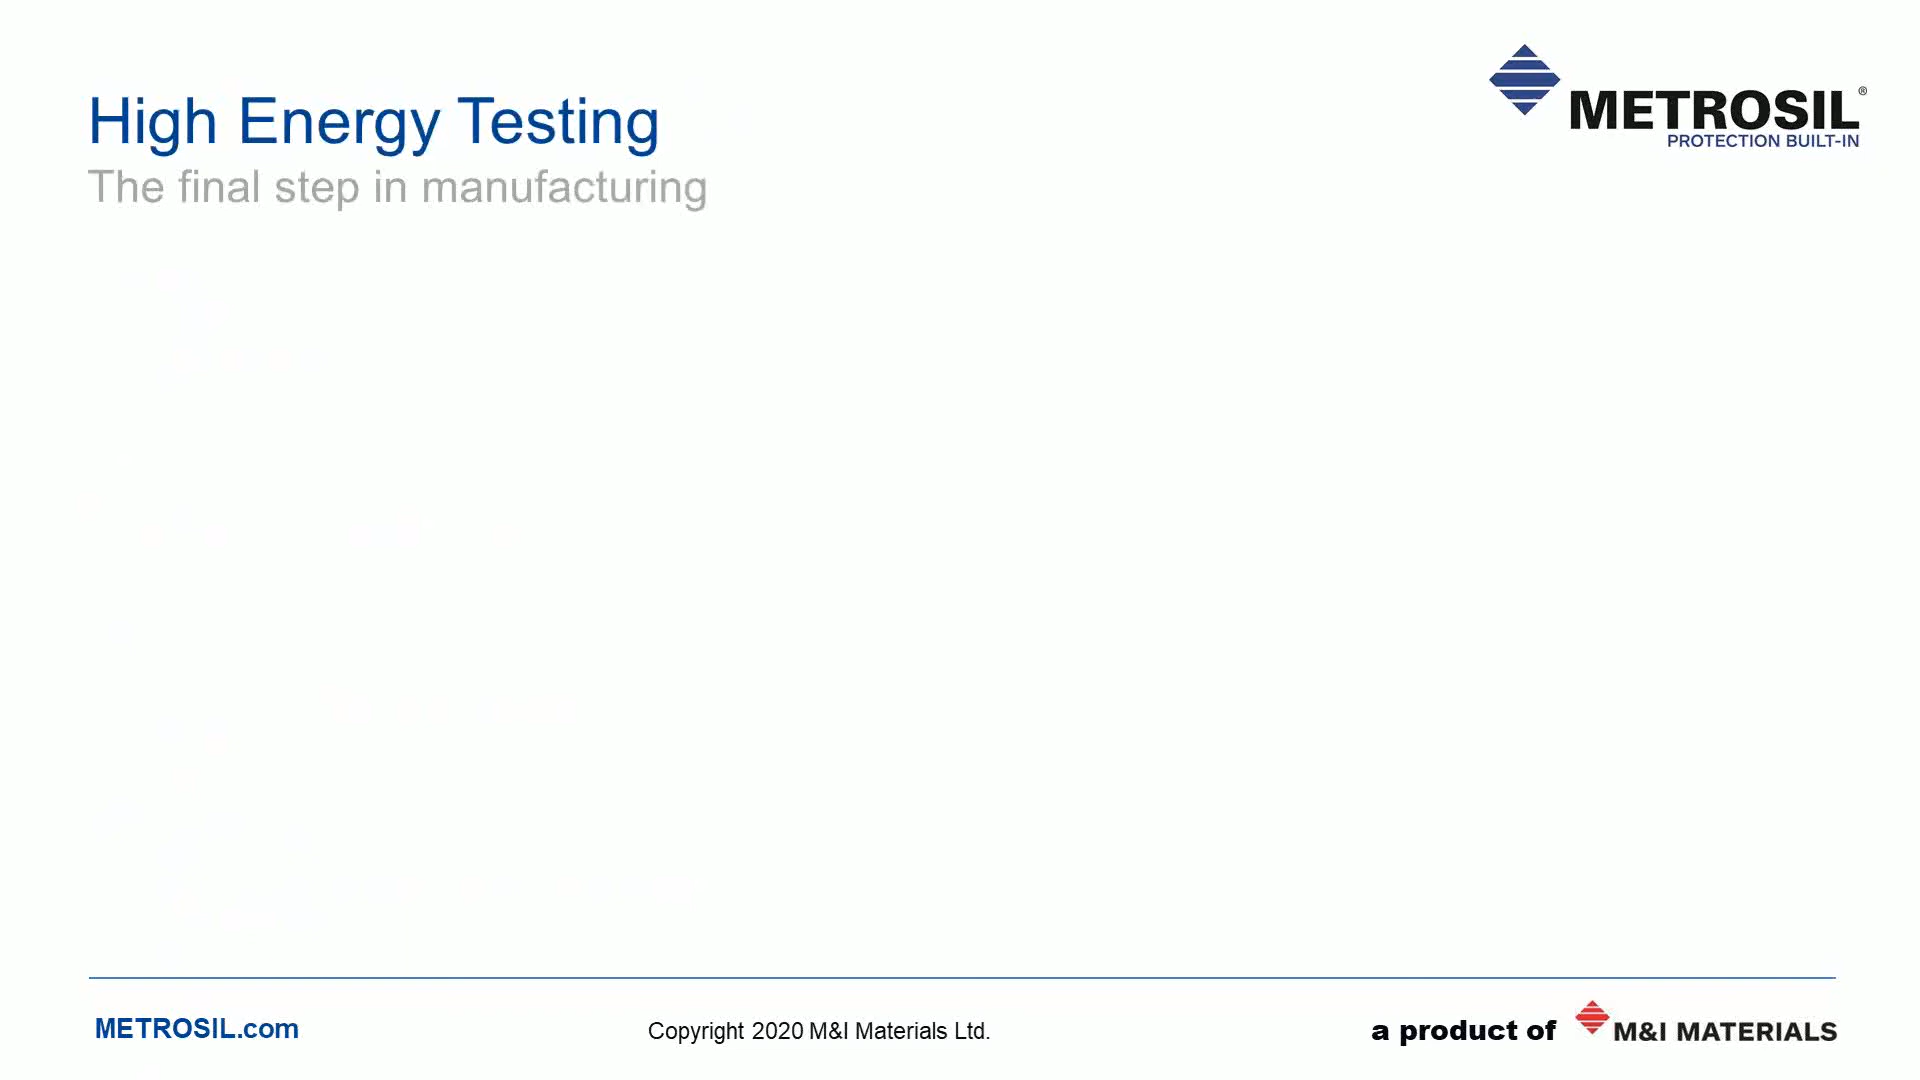 High Energy Testing
The final step in manufacturing
METROSIL®
PROTECTION BUILT-IN
METROSIL.com
Copyright 2020 M&I Materials Ltd.
a product of
M&I MATERIALS